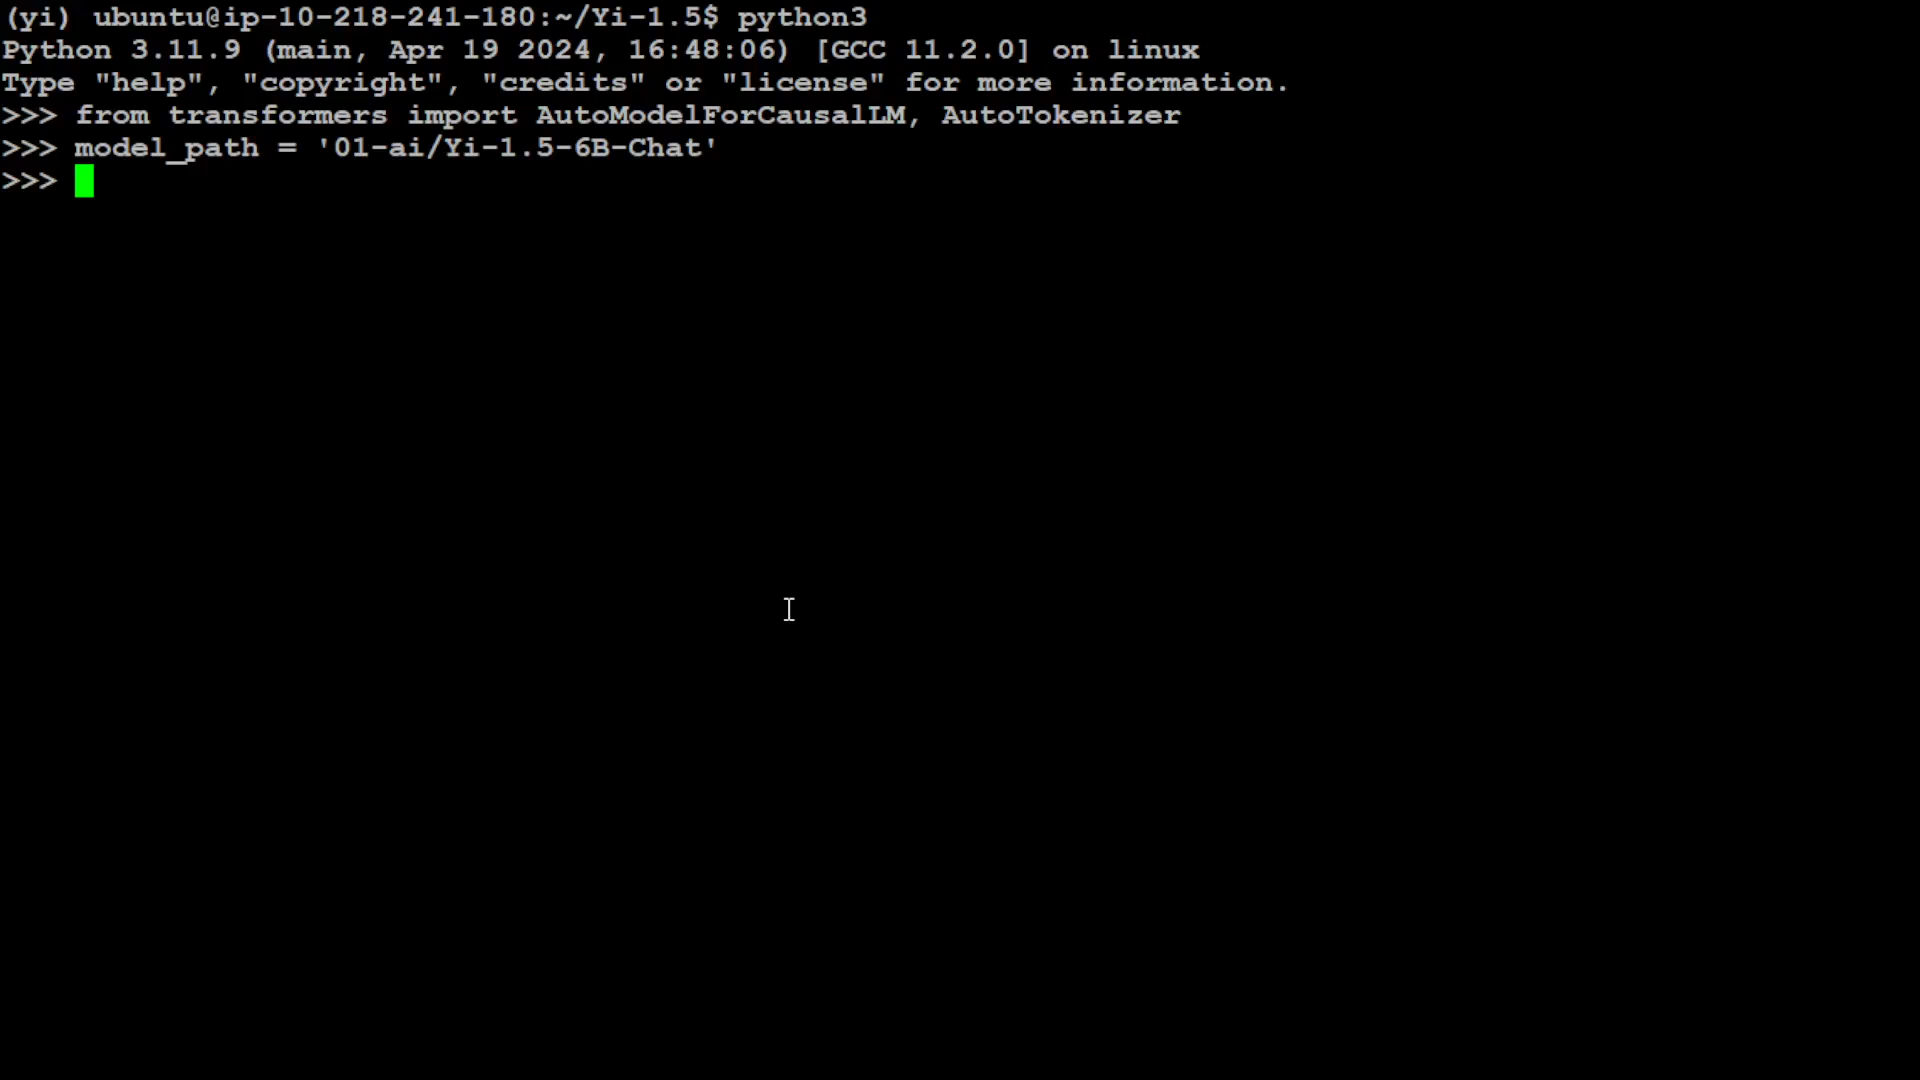 (yi) ubuntu@ip-10-218-241-180:~/Yi-1.5$ python3
Python 3.11.9 (main, Apr 19 2024, 16:48:06) [GCC 11.2.0] on linux
Type "help", "copyright", "credits" or "license" for more information.
>>> from transformers import AutoModelForCausalLM, AutoTokenizer
>>> model_path = '01-ai/Yi-1.5-6B-Chat'
>>>